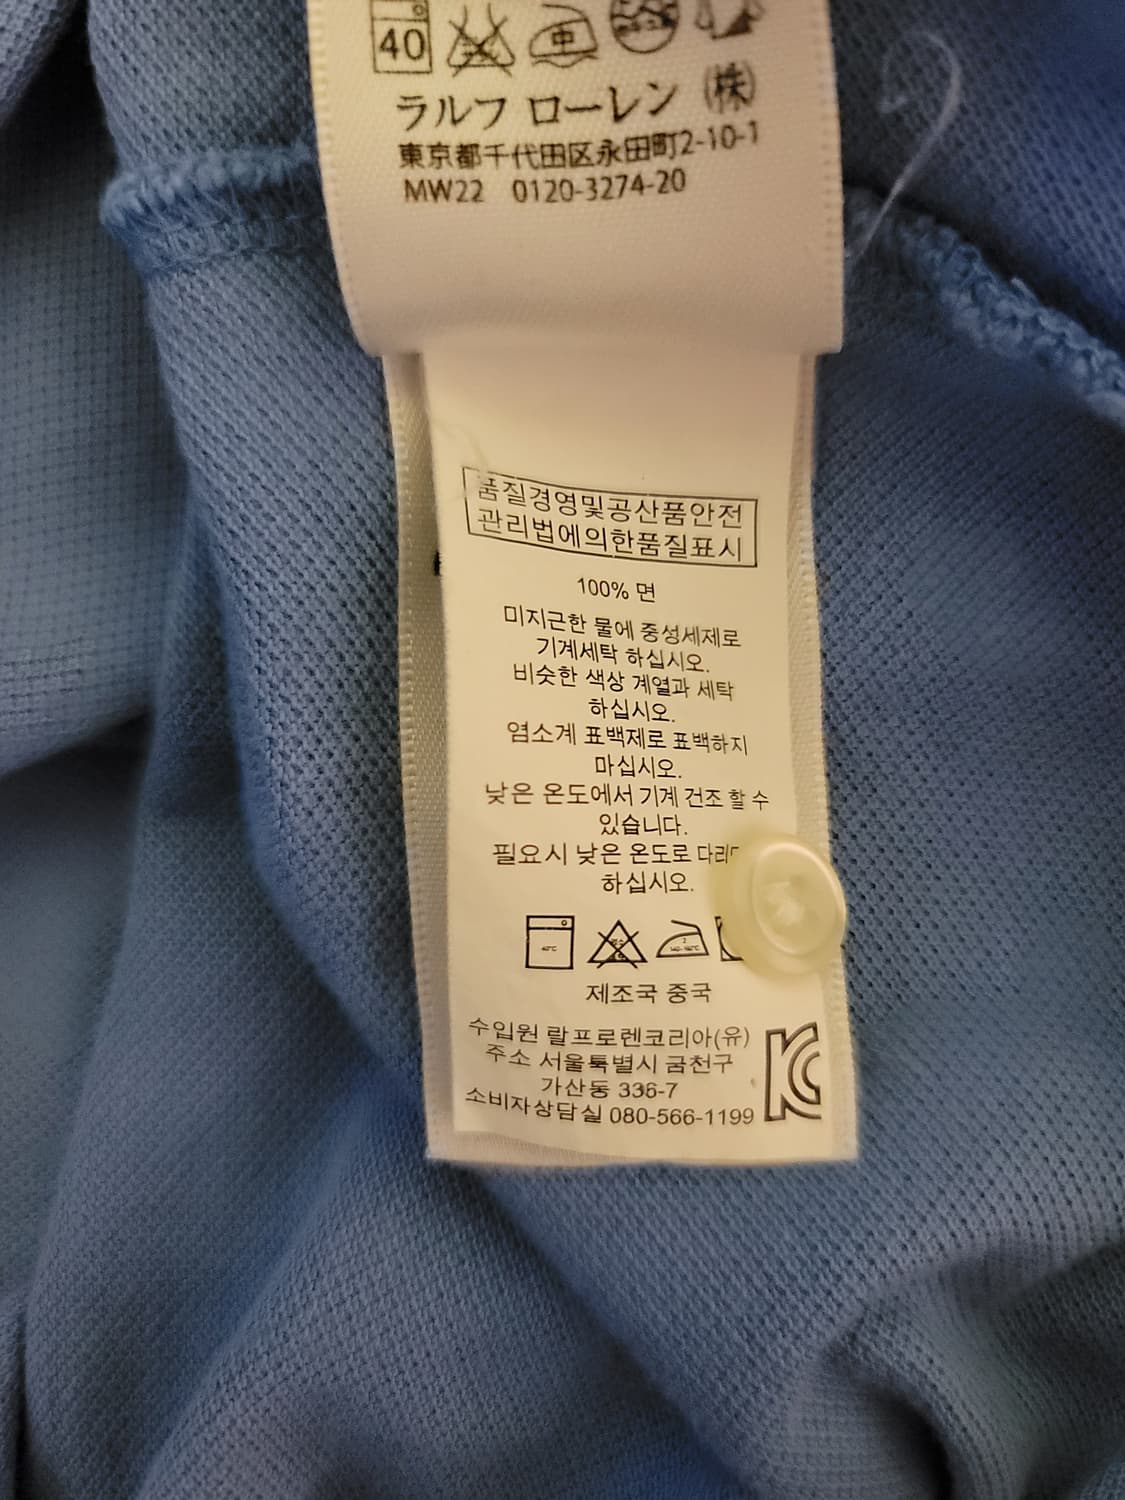 40
ラルフ ローレン ㈱
東京都千代田区永田町2-10-1
MW22 0120-3274-20
품질경영및공산품안전
관리법에의한품질표시
100% 면
미지근한 물에 중성세제로
기계세탁 하십시오.
비슷한 색상 계열과 세탁
하십시오.
염소계 표백제로 표백하지
마십시오.
낮은 온도에서 기계 건조 할 수
있습니다.
필요시 낮은 온도로
하십시오.
제조국 중국
수입원 랄프로렌코리아(유)
주소 서울특별시 금천구
가산동 336-7
소비자상담실 080-566-1199